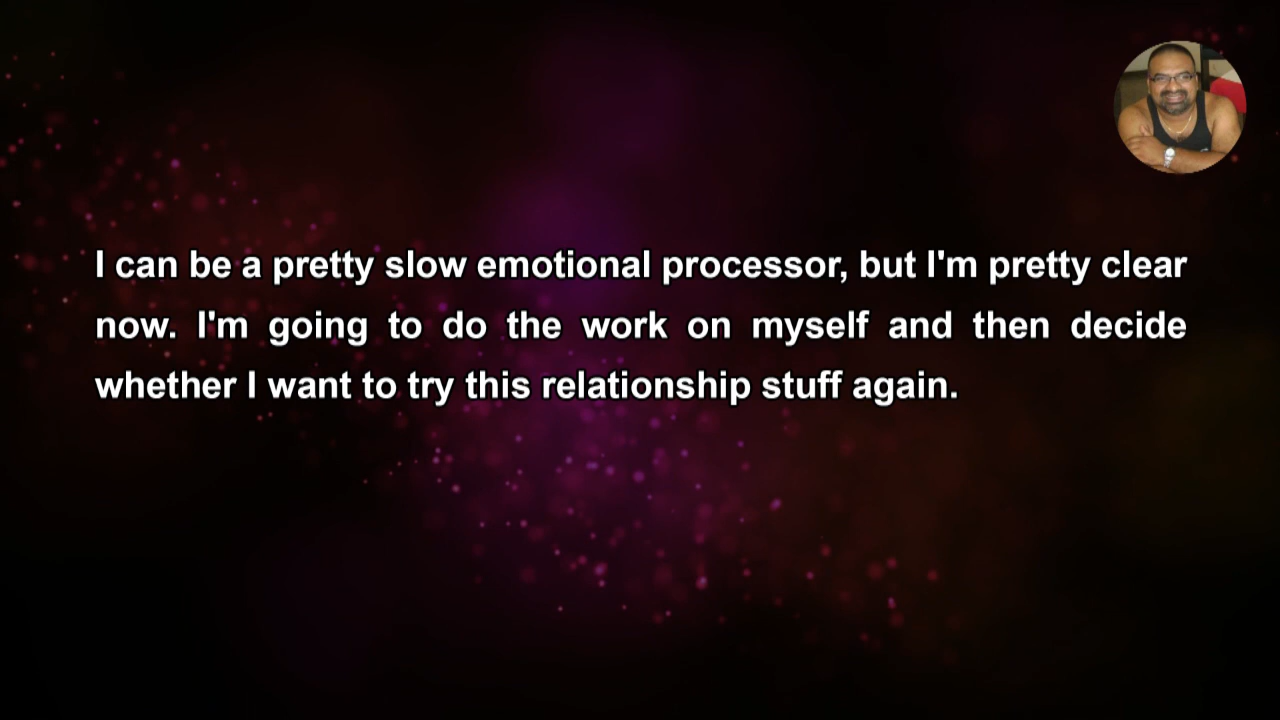 I can be a pretty slow emotional processor, but I'm pretty clear
now. I'm going to do the work on myself and then decide
whether I want to try this relationship stuff again.